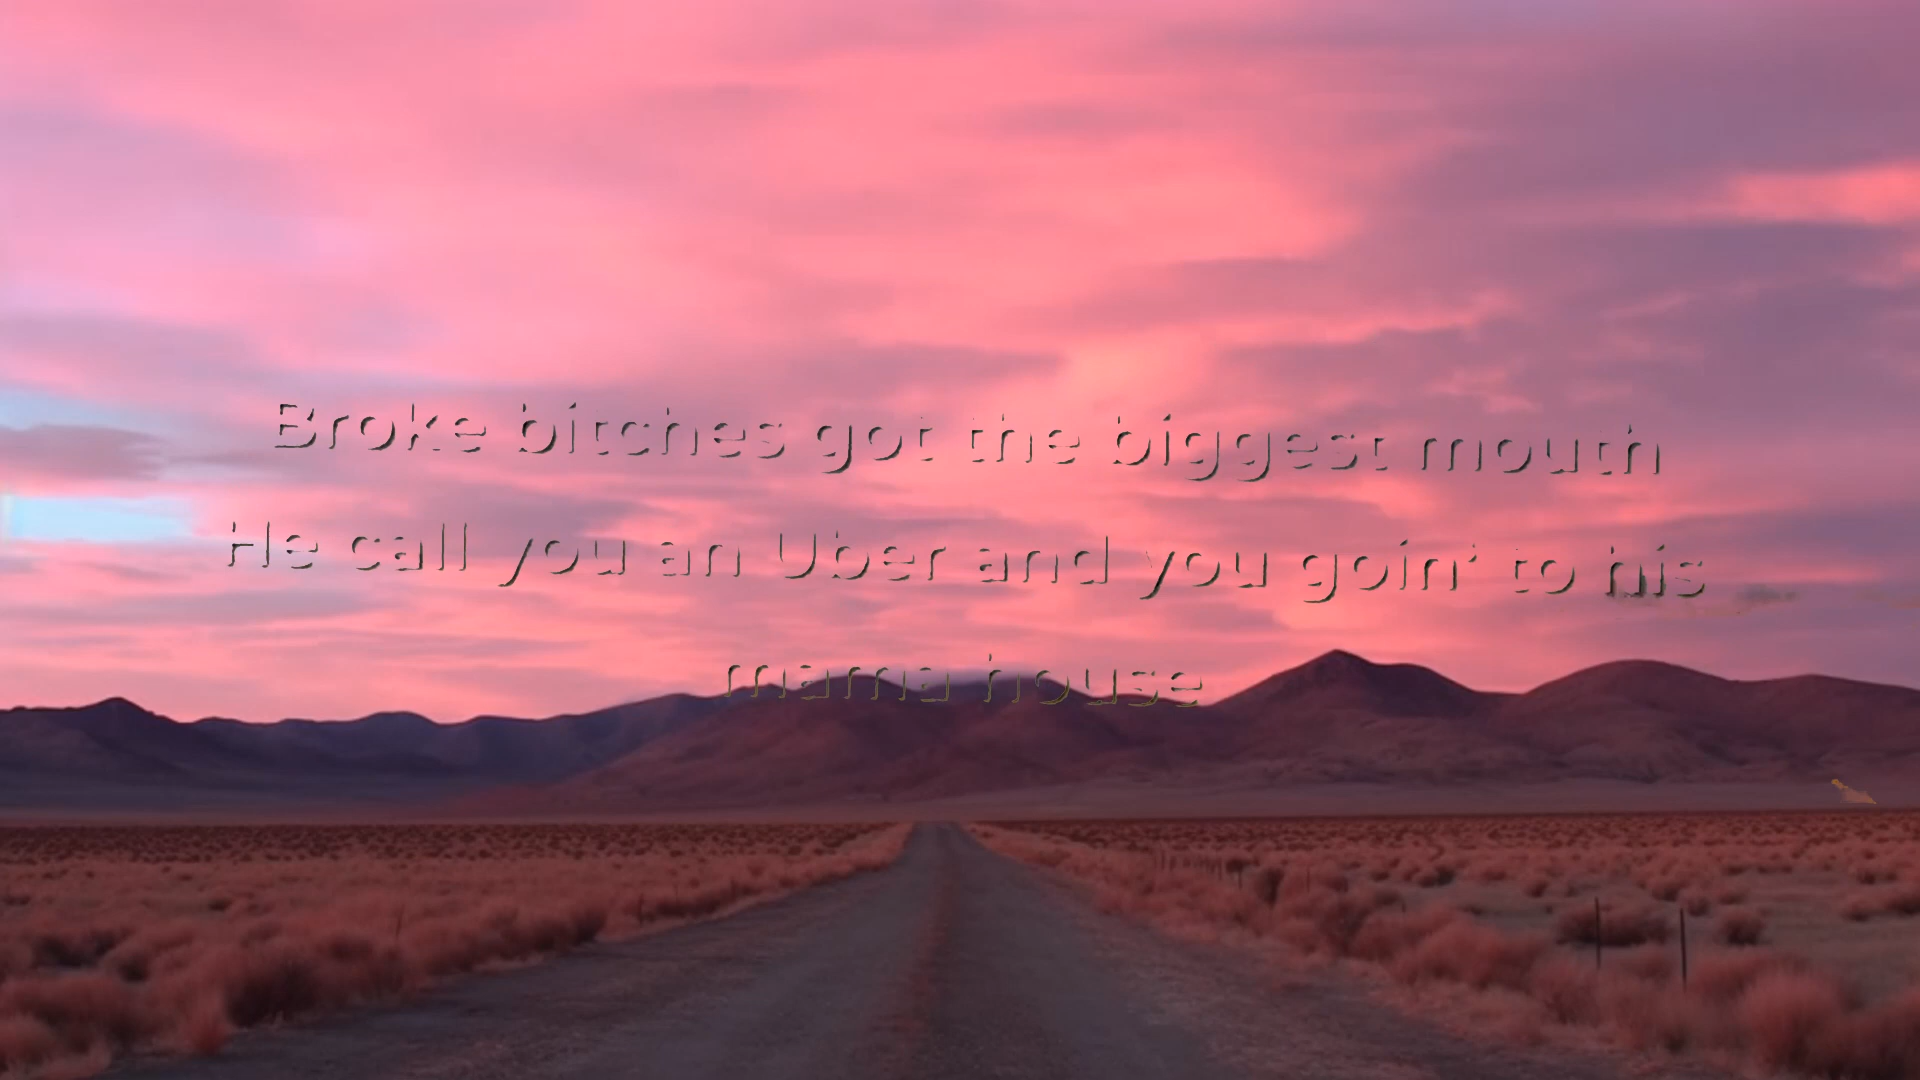 Broke bitches got the biggest mouth
He call you an Uber and you goin' to his
mama house